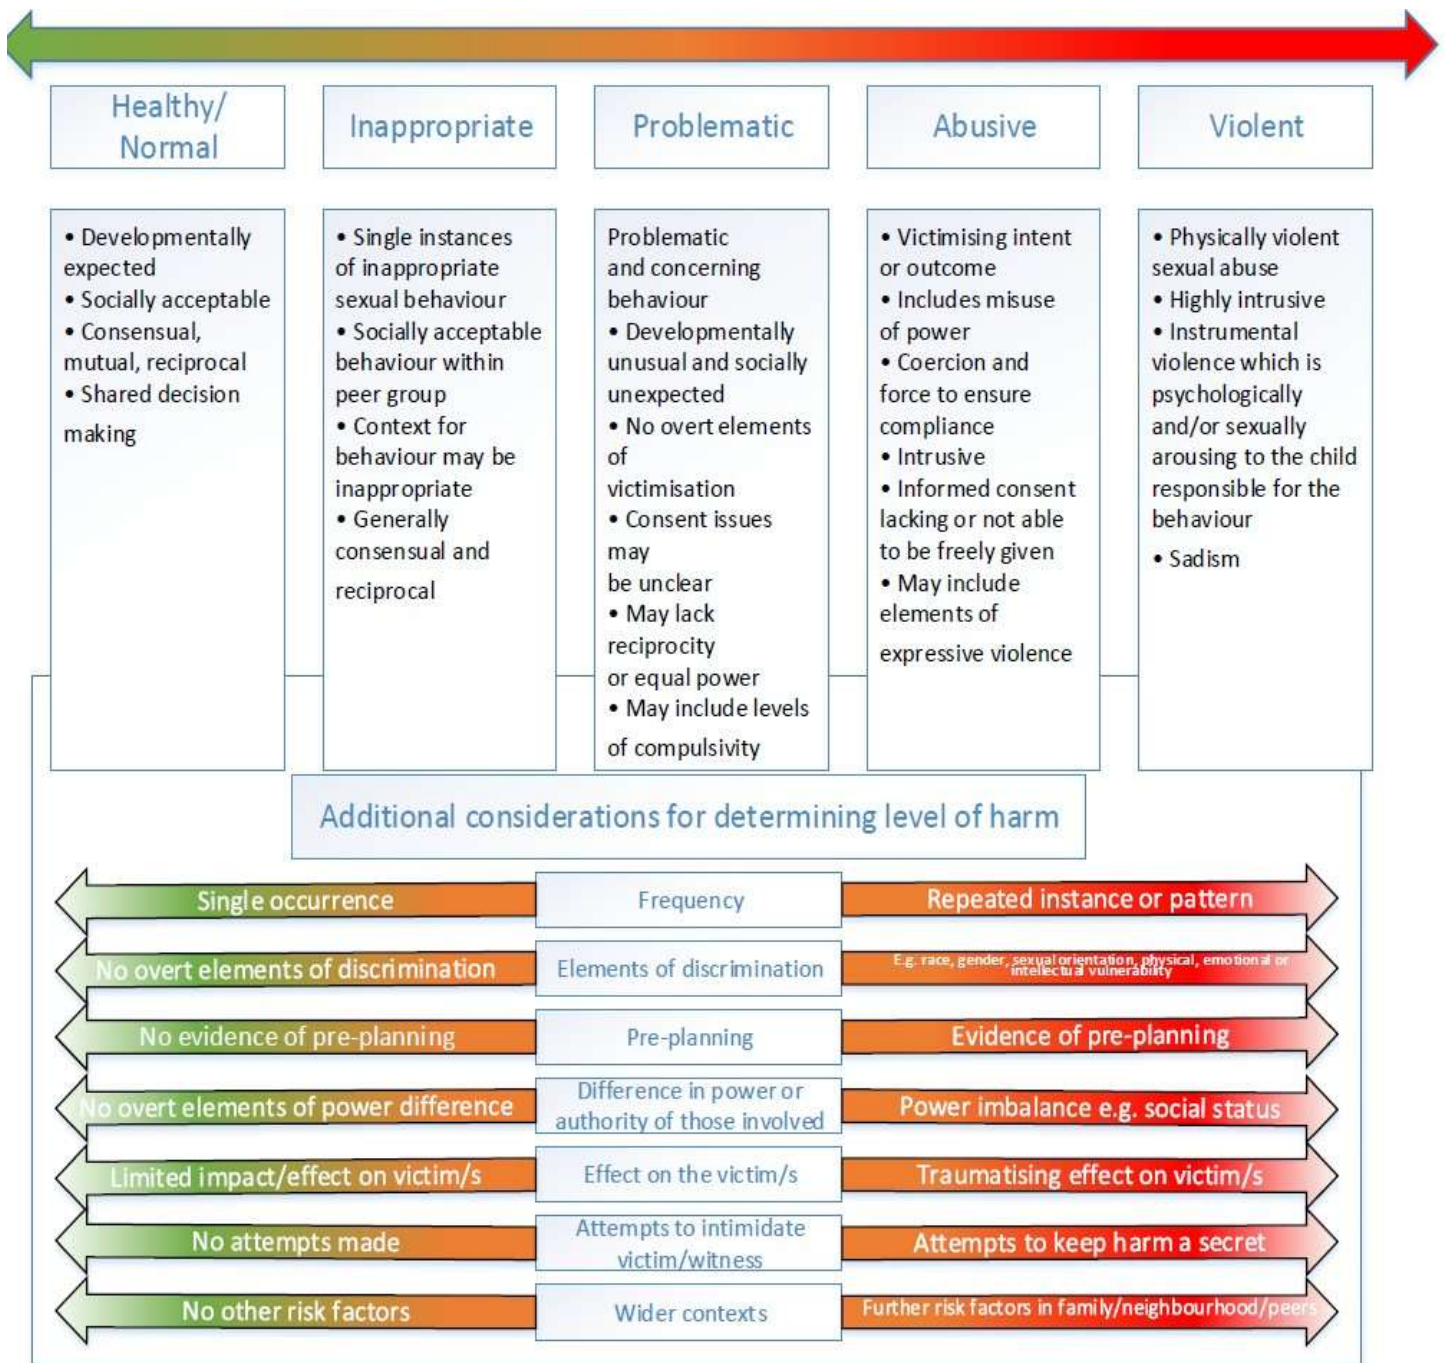 Healthy/
Normal
Inappropriate
Problematic
Abusive
Violent
• Developmentally
expected
• Socially acceptable
• Consensual,
mutual, reciprocal
• Shared decision
making
• Single instances
of inappropriate
sexual behaviour
• Socially acceptable
behaviour within
peer group
• Context for
behaviour may be
inappropriate
• Generally
consensual and
reciprocal
Problematic
and concerning
behaviour
• Developmentally
unusual and socially
unexpected
• No overt elements
of
victimisation
• Consent issues
may
be unclear
• May lack
reciprocity
or equal power
• May include levels
of compulsivity
• Victimising intent
or outcome
• Includes misuse
of power
• Coercion and
force to ensure
compliance
• Intrusive
• Informed consent
lacking or not able
to be freely given
• May include
elements of
expressive violence
• Physically violent
sexual abuse
• Highly intrusive
• Instrumental
violence which is
psychologically
and/or sexually
arousing to the child
responsible for the
behaviour
• Sadism
Additional considerations for determining level of harm
Single occurrence
Frequency
Repeated instance or pattern
No overt elements of discrimination
Elements of discrimination
E.g. race, gender, sexual orientation, physical, emotional or
intellectual vulnerability
No evidence of pre-planning
Pre-planning
Evidence of pre-planning
No overt elements of power difference
Difference in power or
authority of those involved
Power imbalance e.g. social status
Limited impact/effect on victim/s
Effect on the victim/s
Traumatising effect on victim/s
No attempts made
Attempts to intimidate
victim/witness
Attempts to keep harm a secret
No other risk factors
Wider contexts
Further risk factors in family/neighbourhood/peers